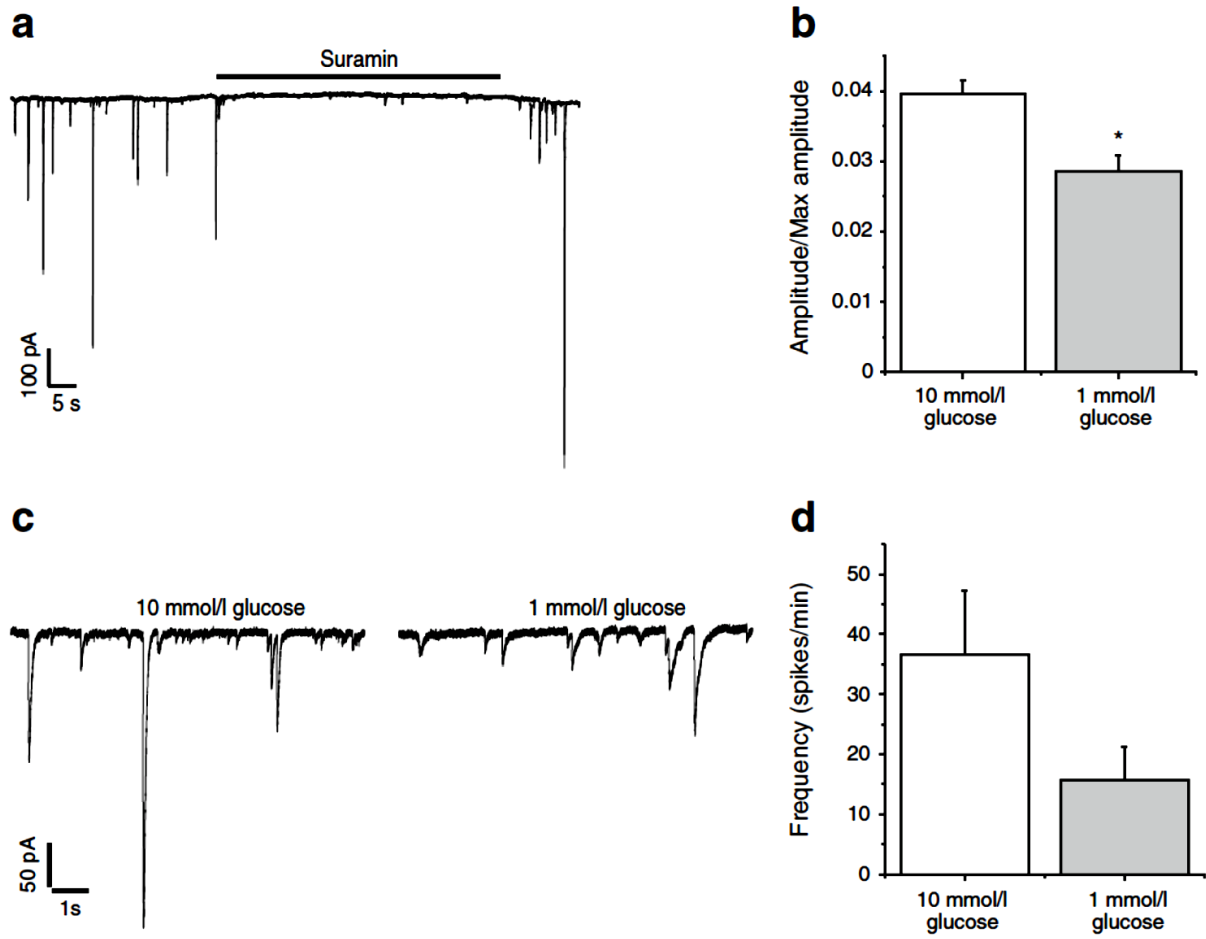 a
Suramin
100 pA
5 s
b
Amplitude/Max amplitude
0.04
0.03
0.02
0.01
0
*
10 mmol/l
glucose
1 mmol/l
glucose
c
10 mmol/l glucose
1 mmol/l glucose
50 pA
1s
d
Frequency (spikes/min)
50
40
30
20
10
0
10 mmol/l
glucose
1 mmol/l
glucose